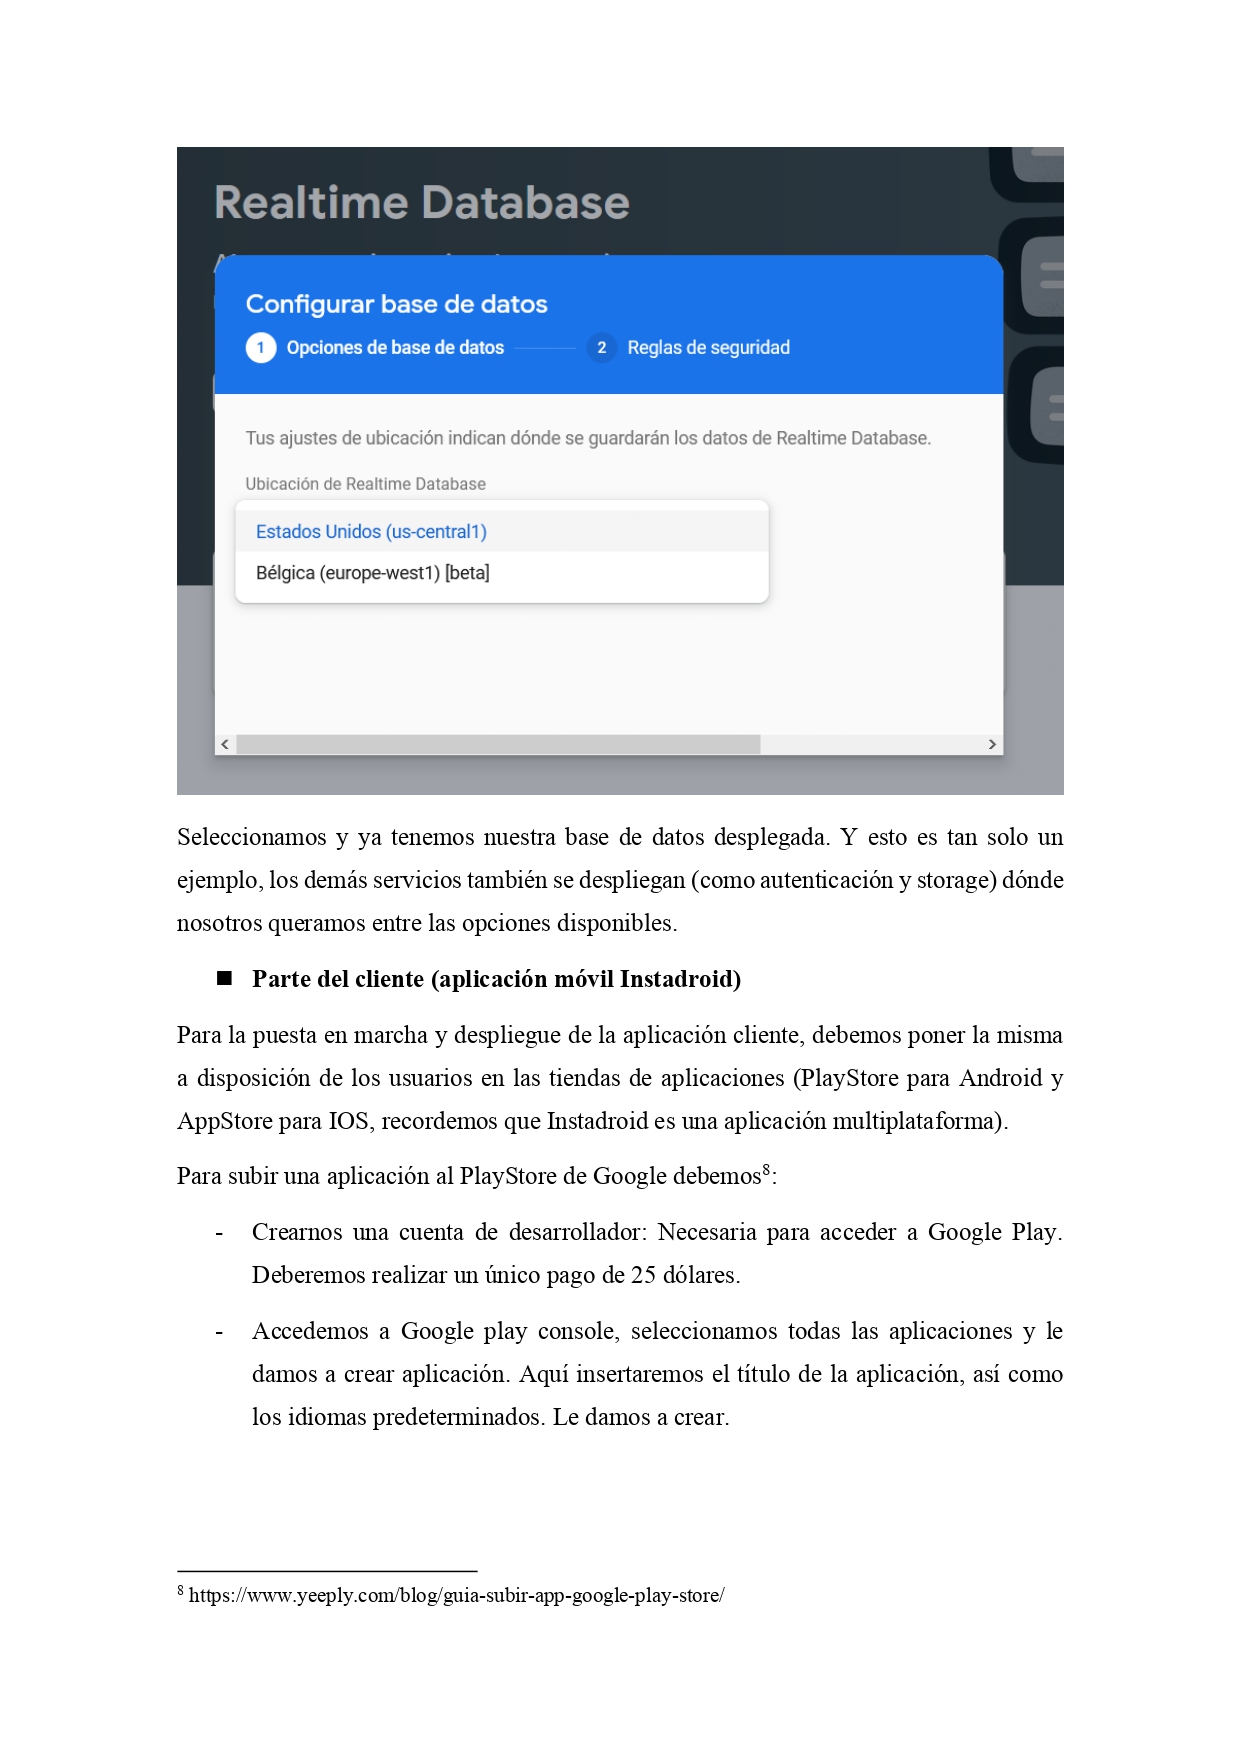 Realtime Database
Configurar base de datos
1 Opciones de base de datos 2 Reglas de seguridad
Tus ajustes de ubicación indican dónde se guardarán los datos de Realtime Database.
Ubicación de Realtime Database
Estados Unidos (us-central1)
Bélgica (europe-west1) [beta]
Seleccionamos y ya tenemos nuestra base de datos desplegada. Y esto es tan solo un
ejemplo, los demás servicios también se despliegan (como autenticación y storage) dónde
nosotros queramos entre las opciones disponibles.
■ Parte del cliente (aplicación móvil Instadroid)
Para la puesta en marcha y despliegue de la aplicación cliente, debemos poner la misma
a disposición de los usuarios en las tiendas de aplicaciones (PlayStore para Android y
AppStore para IOS, recordemos que Instadroid es una aplicación multiplataforma).
Para subir una aplicación al PlayStore de Google debemos⁸:
- Crearnos una cuenta de desarrollador: Necesaria para acceder a Google Play.
Deberemos realizar un único pago de 25 dólares.
- Accedemos a Google play console, seleccionamos todas las aplicaciones y le
damos a crear aplicación. Aquí insertaremos el título de la aplicación, así como
los idiomas predeterminados. Le damos a crear.
⁸ https://www.yeeply.com/blog/guia-subir-app-google-play-store/